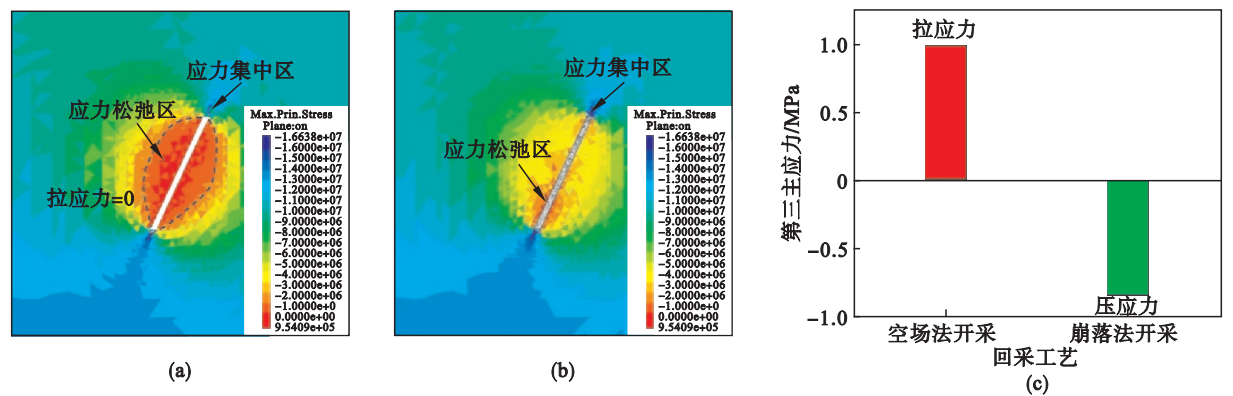 应力集中区
应力松弛区
拉应力=0
Max.Prin.Stress
Plane:on
-1.6638e+07
-1.6000e+07
-1.5000e+07
-1.4000e+07
-1.3000e+07
-1.2000e+07
-1.1000e+07
-1.0000e+07
-9.0000e+06
-8.0000e+06
-7.0000e+06
-6.0000e+06
-5.0000e+06
-4.0000e+06
-3.0000e+06
-2.0000e+06
-1.0000e+0
0.0000e+00
9.5409e+05
(a)
应力集中区
应力松弛区
Max.Prin.Stress
Plane:on
-1.6638e+07
-1.6000e+07
-1.5000e+07
-1.4000e+07
-1.3000e+07
-1.2000e+07
-1.1000e+07
-1.0000e+07
-9.0000e+06
-8.0000e+06
-7.0000e+06
-6.0000e+06
-5.0000e+06
-4.0000e+06
-3.0000e+06
-2.0000e+06
-1.0000e+0
0.0000e+00
9.5409e+05
(b)
第三主应力/MPa
1.0
0.5
0
-0.5
-1.0
拉应力
压应力
空场法开采 崩落法开采
回采工艺
(c)